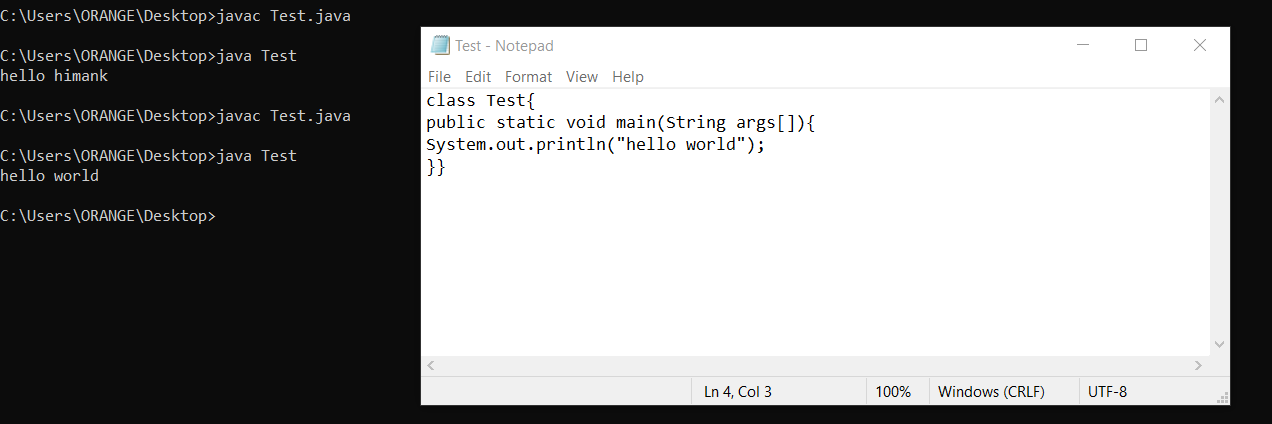 C:\Users\ORANGE\Desktop>javac Test.java
C:\Users\ORANGE\Desktop>java Test
hello himank
C:\Users\ORANGE\Desktop>javac Test.java
C:\Users\ORANGE\Desktop>java Test
hello world
C:\Users\ORANGE\Desktop>
Test - Notepad
File Edit Format View Help
class Test{
public static void main(String args[]){
System.out.println("hello world");
}}
Ln 4, Col 3 100% Windows (CRLF) UTF-8